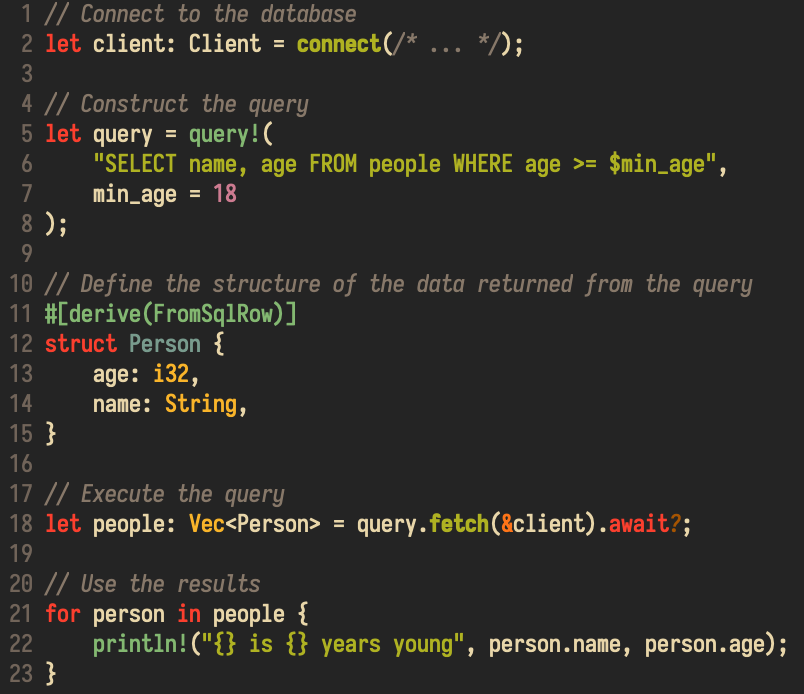 1 // Connect to the database
2 let client: Client = connect(/* ... */);
3
4 // Construct the query
5 let query = query!(
6     "SELECT name, age FROM people WHERE age >= $min_age",
7     min_age = 18
8 );
9
10 // Define the structure of the data returned from the query
11 #[derive(FromSqlRow)]
12 struct Person {
13     age: i32,
14     name: String,
15 }
16
17 // Execute the query
18 let people: Vec<Person> = query.fetch(&client).await?;
19
20 // Use the results
21 for person in people {
22     println!("{} is {} years young", person.name, person.age);
23 }